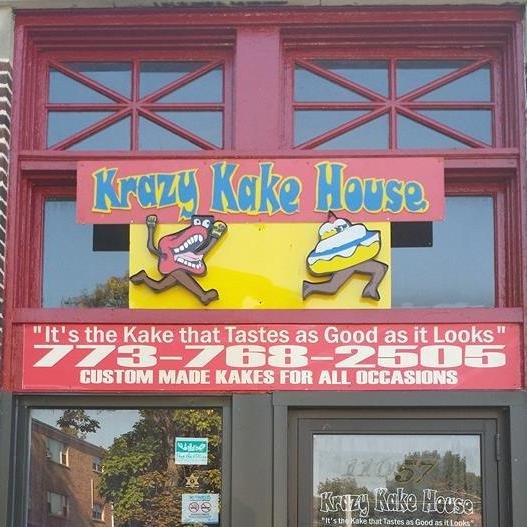 Krazy Kake House
"It's the Kake that Tastes as Good as it Looks"
773-768-2505
CUSTOM MADE KAKES FOR ALL OCCASIONS
11057
Krazy Kake House
"It's the Kake that Tastes as Good as it Looks"